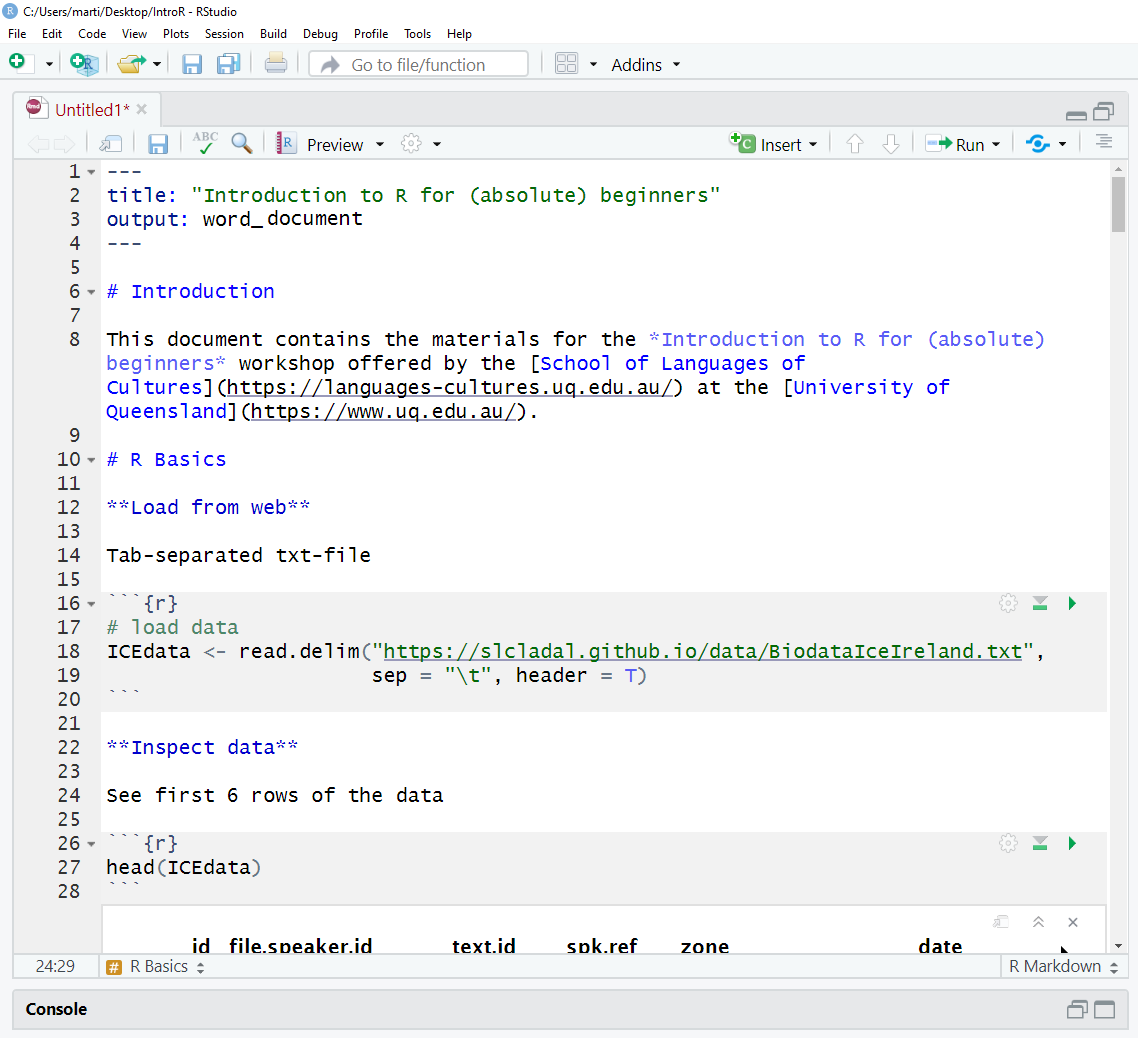 C:/Users/marti/Desktop/IntroR - RStudio
File Edit Code View Plots Session Build Debug Profile Tools Help
Go to file/function Addins
Untitled1*
ABC Preview Insert Run
1 ---
2 title: "Introduction to R for (absolute) beginners"
3 output: word_document
4 ---
5
6 # Introduction
7
8 This document contains the materials for the *Introduction to R for (absolute)
beginners* workshop offered by the [School of Languages of
Cultures](https://languages-cultures.uq.edu.au/) at the [University of
Queensland](https://www.uq.edu.au/).
9
10 # R Basics
11
12 **Load from web**
13
14 Tab-separated txt-file
15
16 ```{r}
17 # load data
18 ICEdata <- read.delim("https://slcladal.github.io/data/BiodataIceIreland.txt",
19 sep = "\t", header = T)
20 ```
21
22 **Inspect data**
23
24 See first 6 rows of the data
25
26 ```{r}
27 head(ICEdata)
28 ```
id file.speaker.id text.id spk.ref zone date
24:29 # R Basics R Markdown
Console